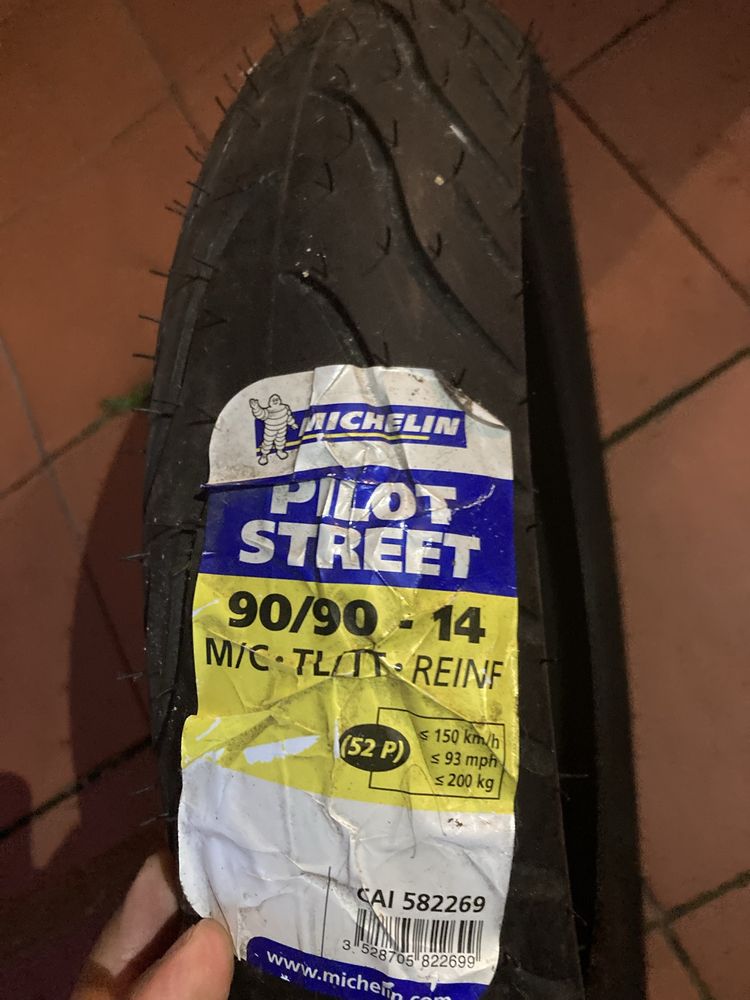 MICHELIN
PILOT
STREET
90/90 - 14
M/C · TL/TT · REINF
(52 P)
≤ 150 km/h
≤ 93 mph
≤ 200 kg
CAI 582269
3 528705 822699
www.michelin.com